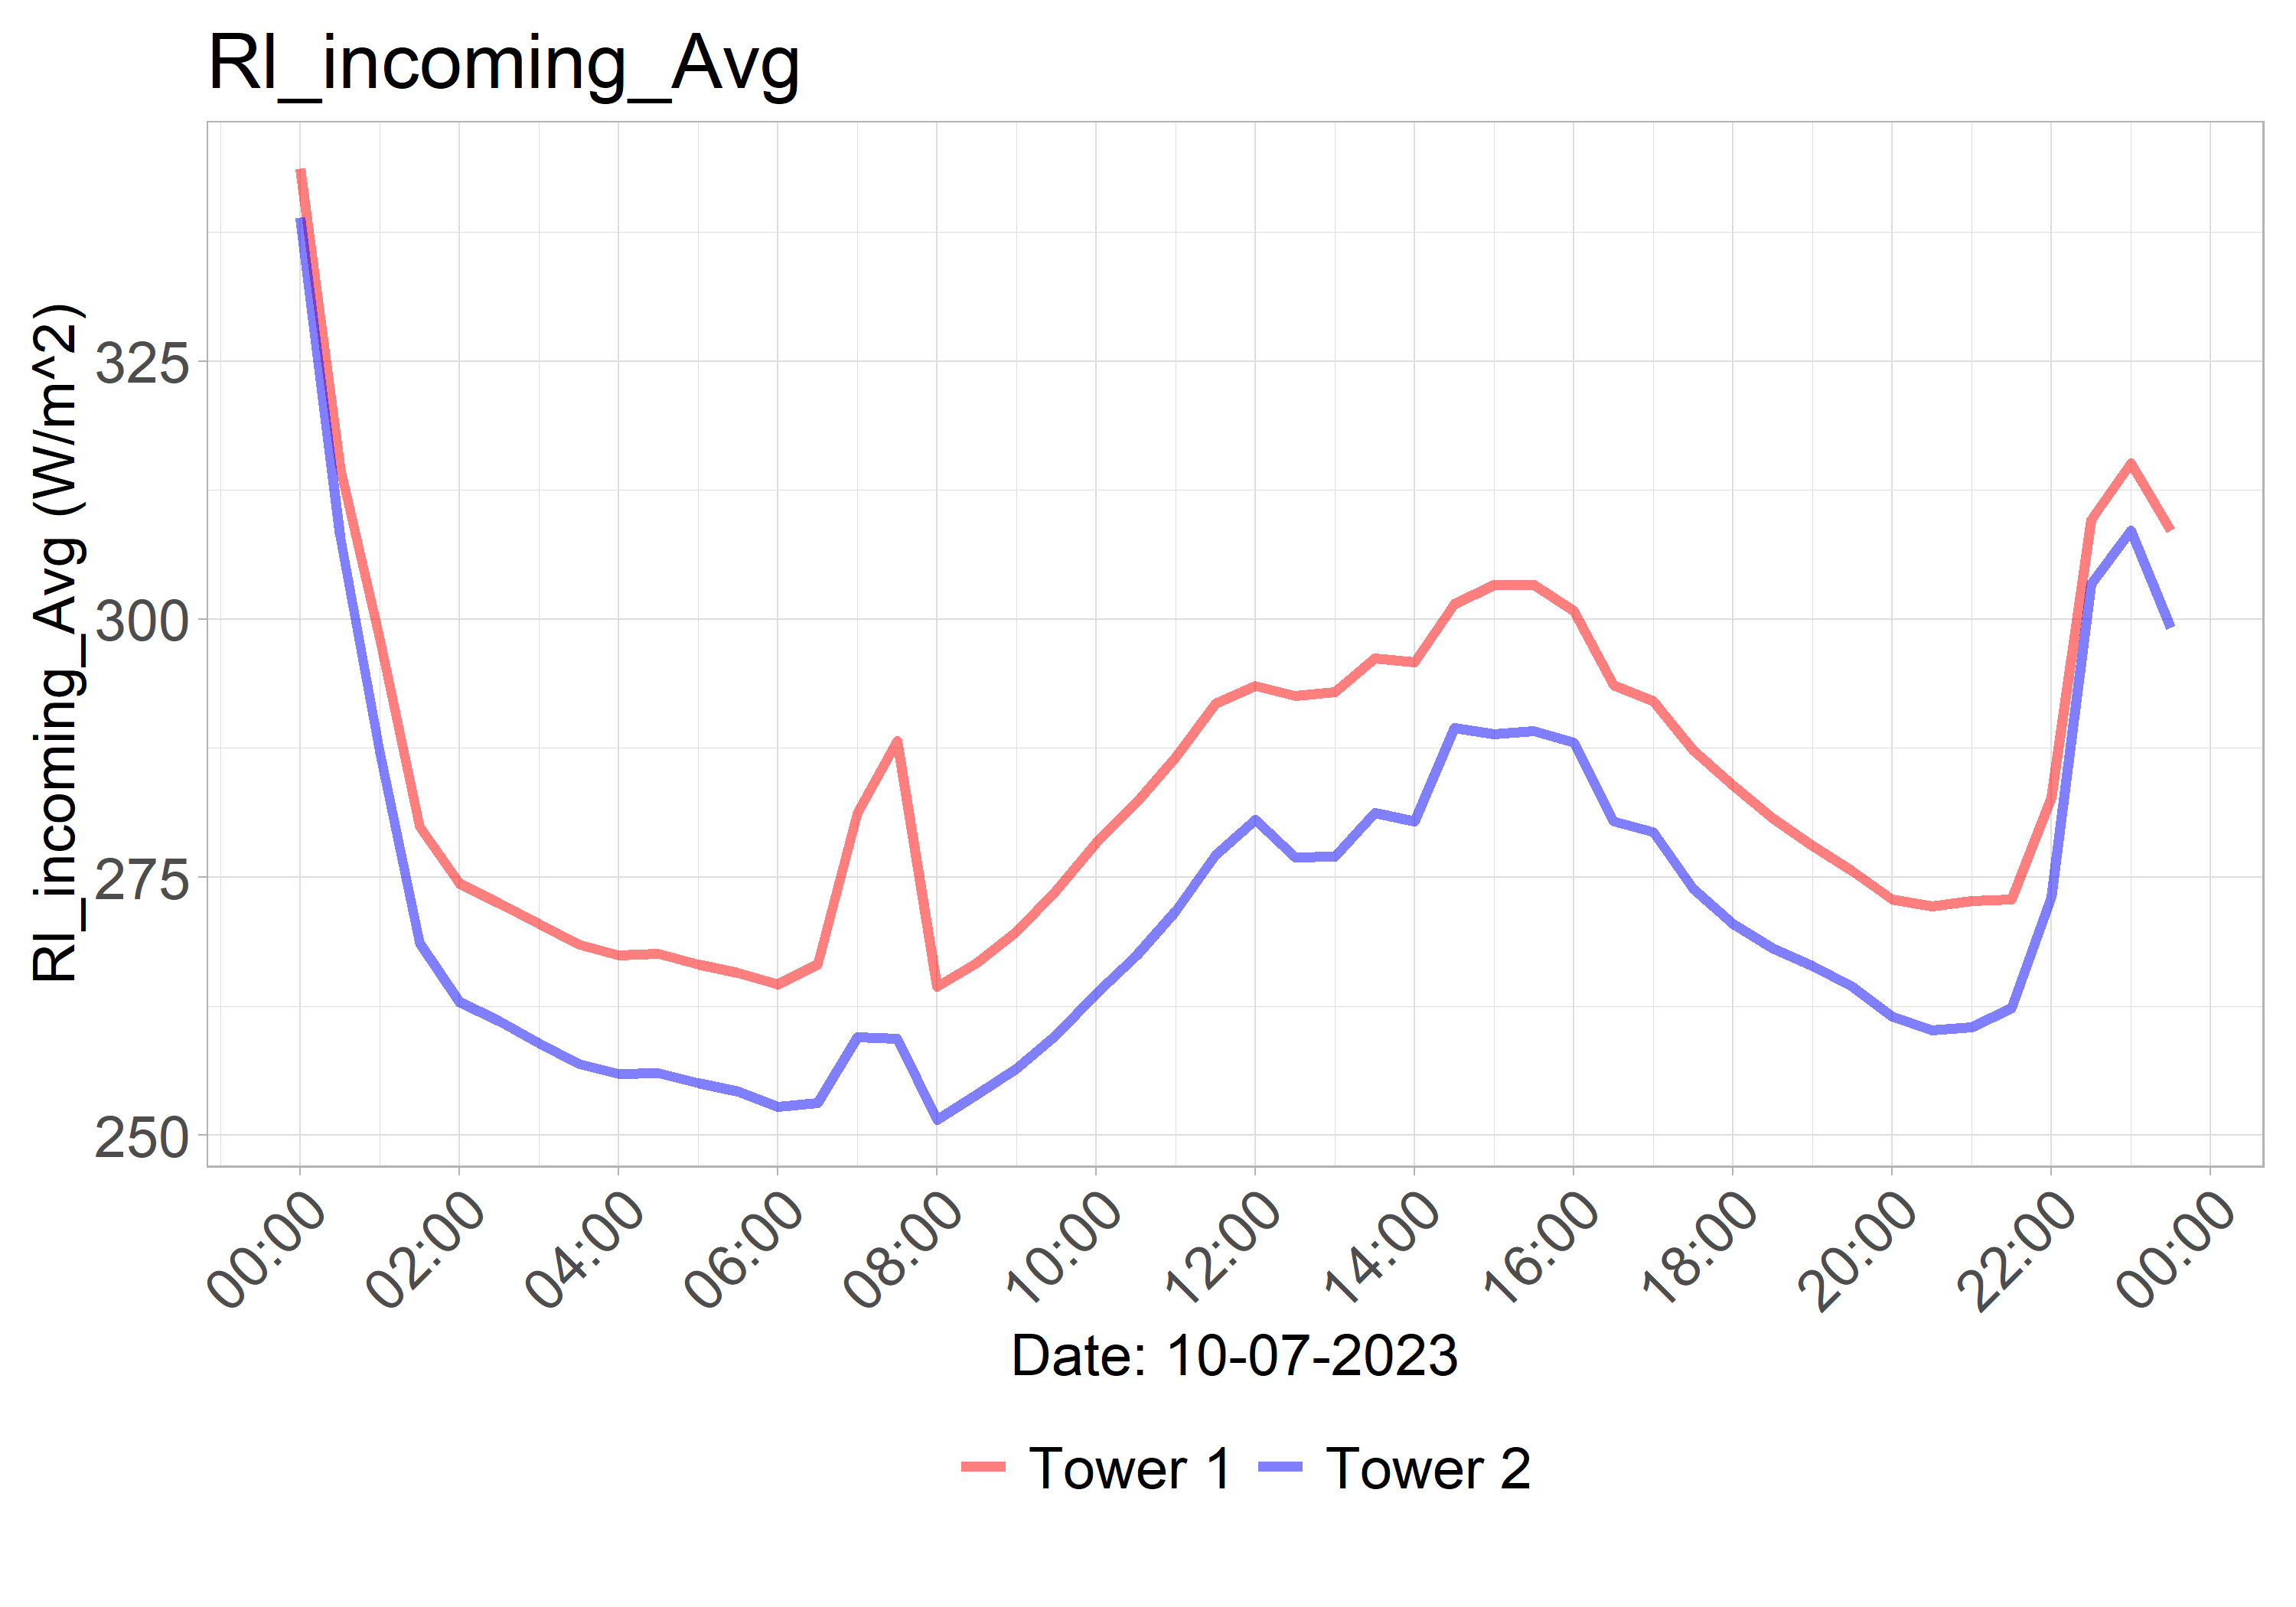 Rl_incoming_Avg
Rl_incoming_Avg (W/m^2)
325
300
275
250
00:00 02:00 04:00 06:00 08:00 10:00 12:00 14:00 16:00 18:00 20:00 22:00 00:00
Date: 10-07-2023
Tower 1 Tower 2